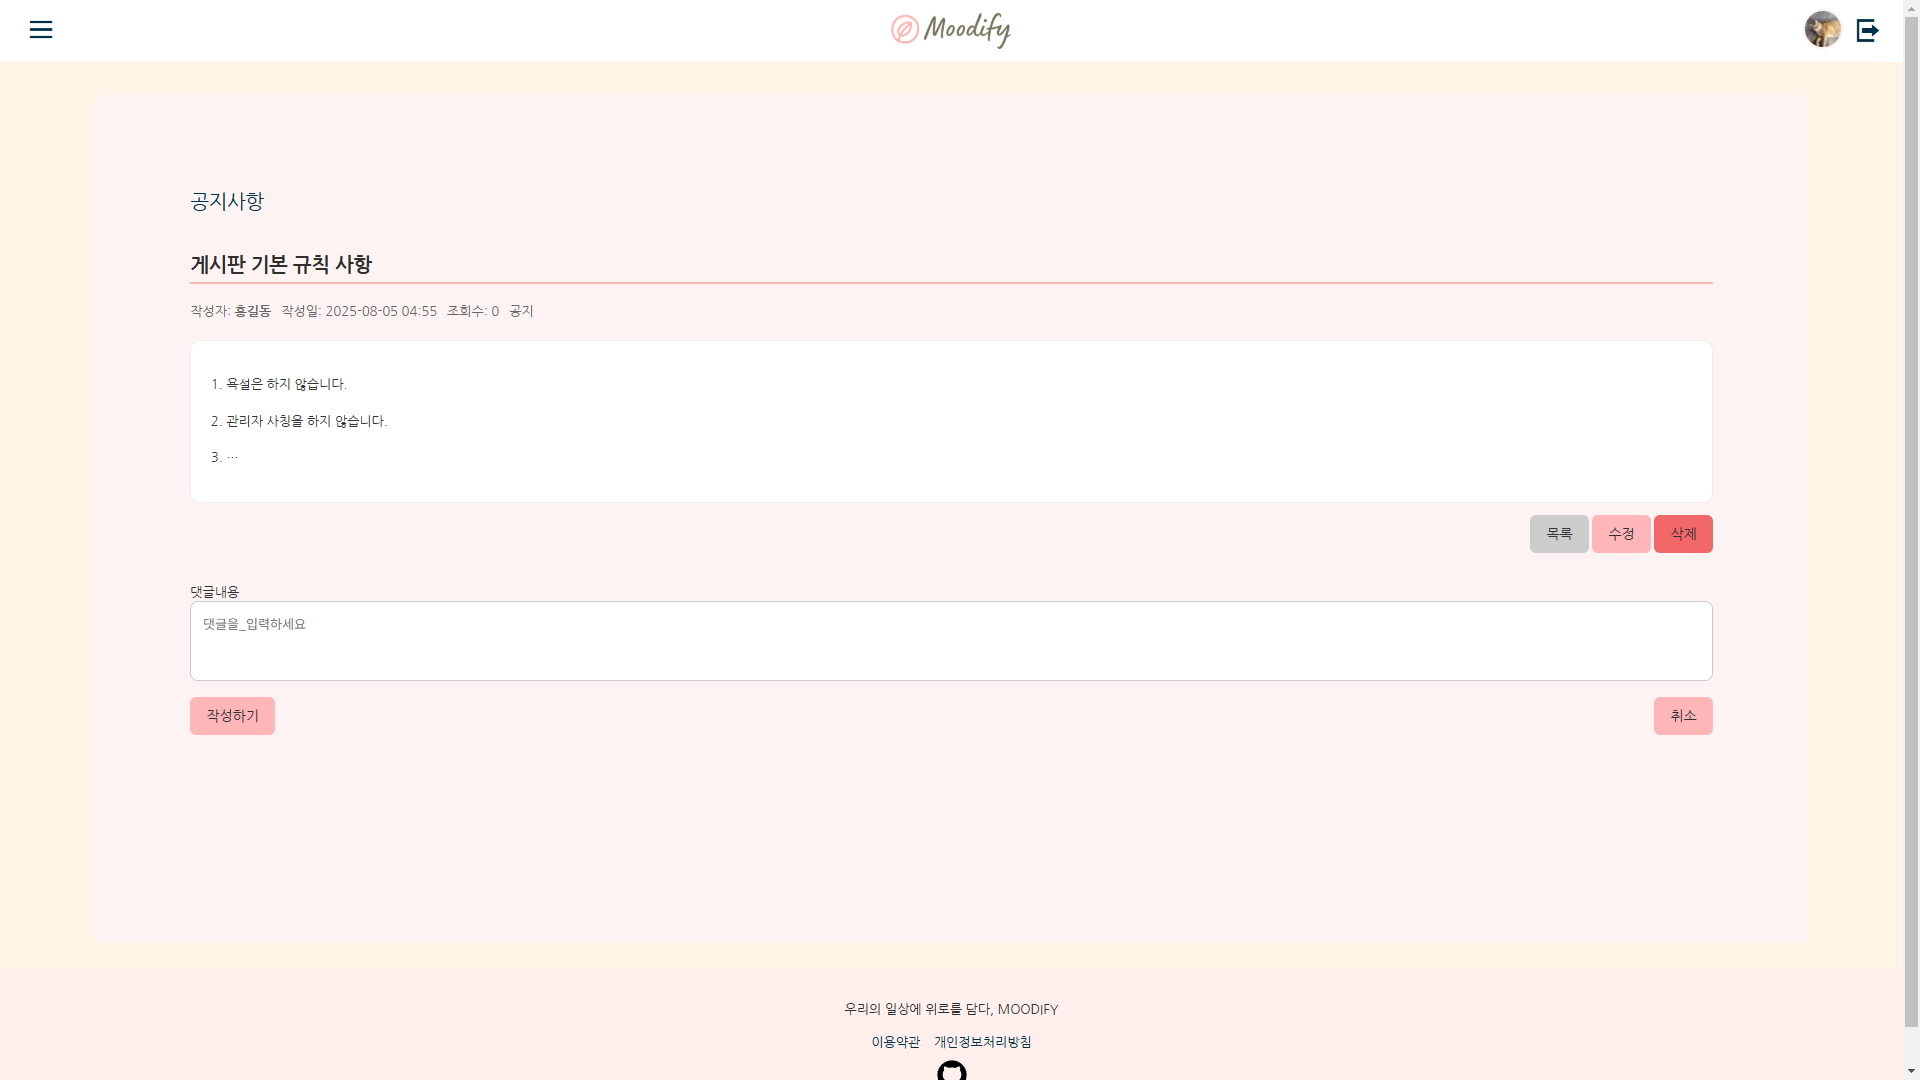 Moodify
공지사항
게시판 기본 규칙 사항
작성자: 홍길동 작성일: 2025-08-05 04:55 조회수: 0 공지
1. 욕설은 하지 않습니다.
2. 관리자 사칭을 하지 않습니다.
3. …
목록 수정 삭제
댓글내용
댓글을_입력하세요
작성하기 취소
우리의 일상에 위로를 담다, MOODIFY
이용약관 개인정보처리방침